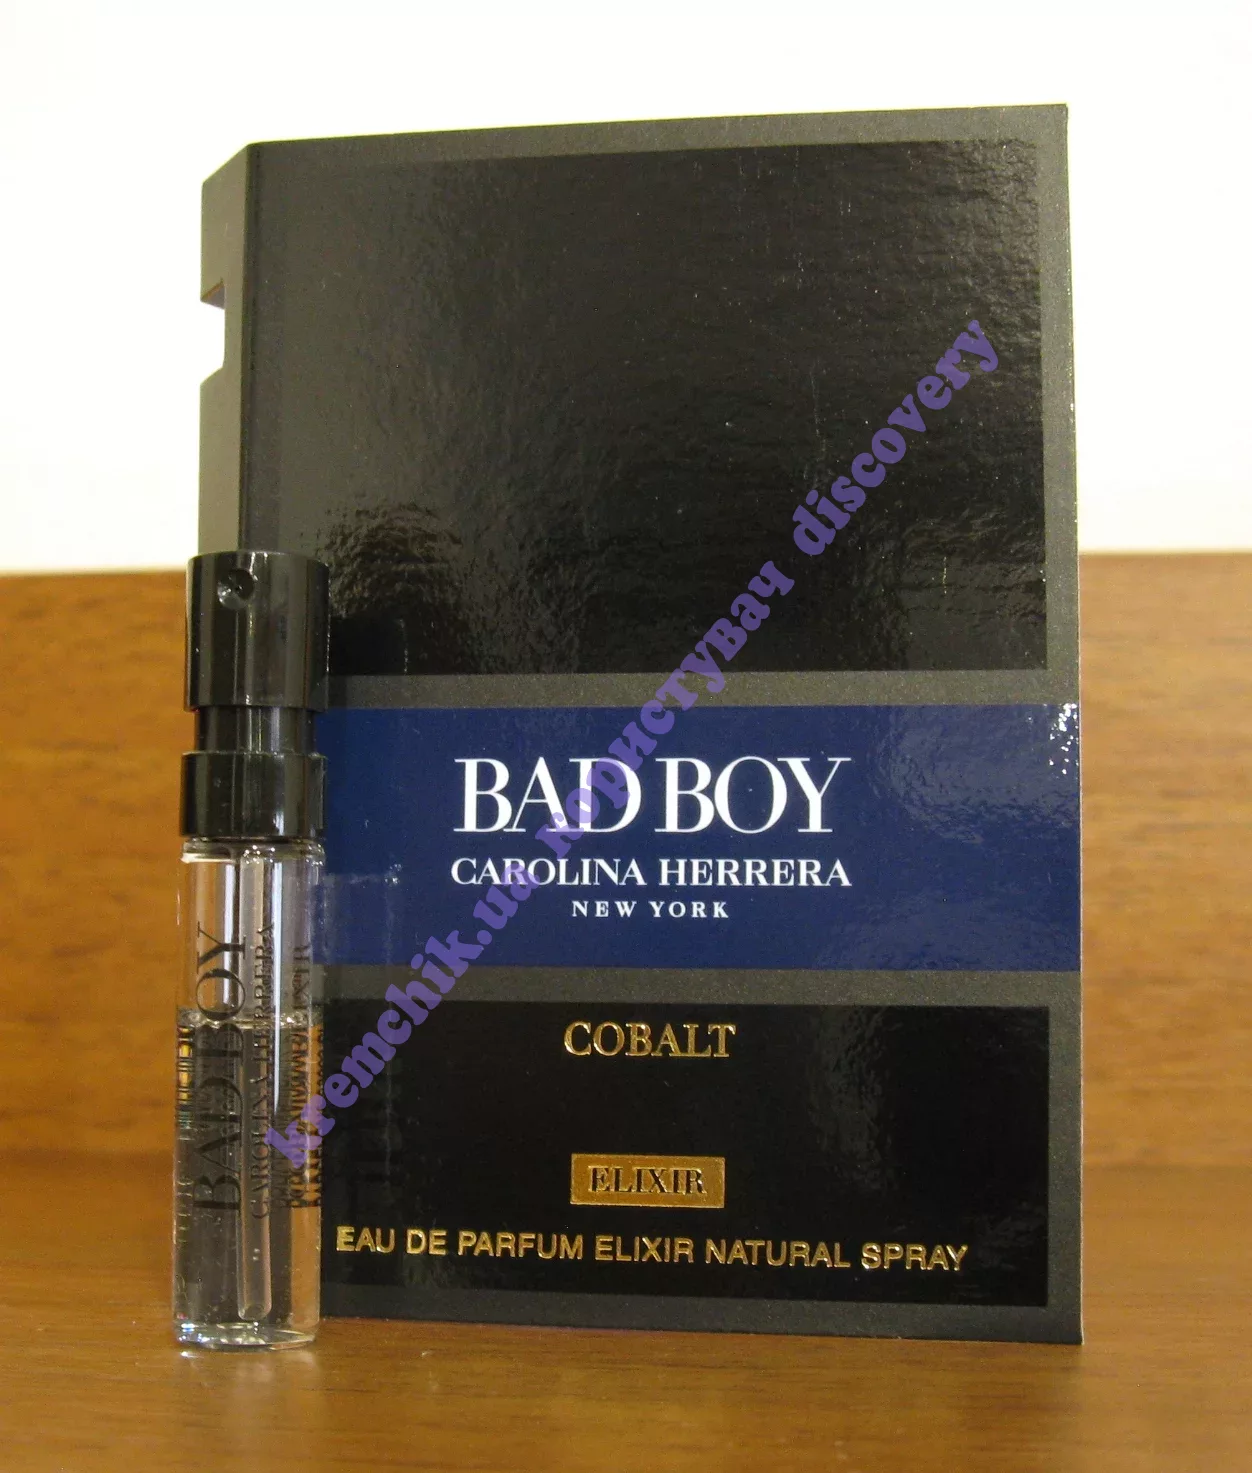 BAD BOY
CAROLINA HERRERA
NEW YORK
COBALT
ELIXIR
EAU DE PARFUM ELIXIR NATURAL SPRAY
BAD BOY
CAROLINA HERRERA
kremchik.ua користувач discovery